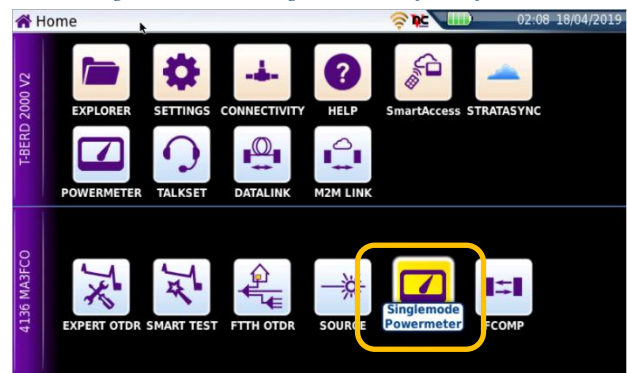 Home
DC
02:08 18/04/2019
T-BERD 2000 V2
EXPLORER SETTINGS CONNECTIVITY HELP SmartAccess STRATASYNC
POWERMETER TALKSET DATALINK M2M LINK
4136 MA3FCO
EXPERT OTDR SMART TEST FTTH OTDR SOURCE Singlemode FCOMP
Powermeter